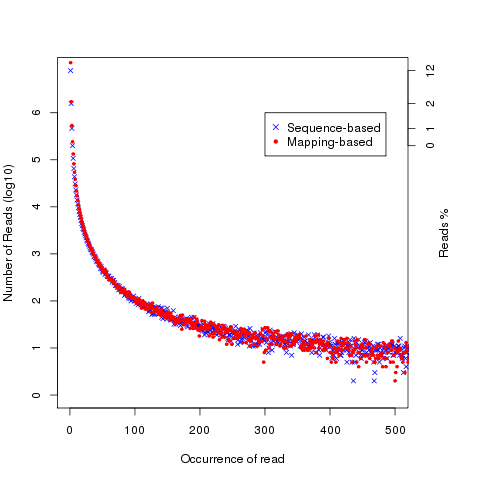 Number of Reads (log10)
6
5
4
3
2
1
0
Sequence-based
Mapping-based
12
2
1
0
Reads %
0 100 200 300 400 500
Occurrence of read